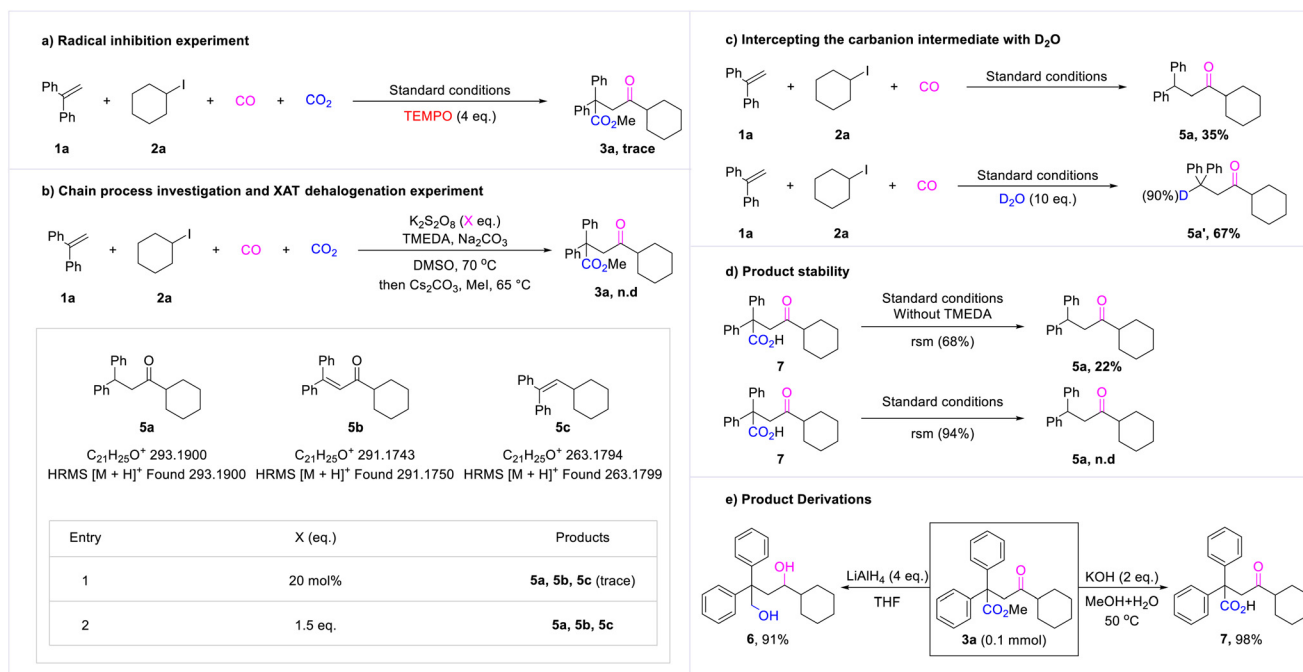 a) Radical inhibition experiment
Ph
Ph
1a
+
I
2a
+
CO
+
CO2
Standard conditions
TEMPO (4 eq.)
Ph
Ph
CO2Me
O
3a, trace
b) Chain process investigation and XAT dehalogenation experiment
Ph
Ph
1a
+
I
2a
+
CO
+
CO2
K2S2O8 (X eq.)
TMEDA, Na2CO3
DMSO, 70 °C
then Cs2CO3, MeI, 65 °C
Ph
Ph
CO2Me
O
3a, n.d
Ph
Ph
O
5a
C21H25O+ 293.1900
HRMS [M + H]+ Found 293.1900
Ph
Ph
O
5b
C21H25O+ 291.1743
HRMS [M + H]+ Found 291.1750
Ph
Ph
5c
C21H25O+ 263.1794
HRMS [M + H]+ Found 263.1799
Entry X (eq.) Products
1 20 mol% 5a, 5b, 5c (trace)
2 1.5 eq. 5a, 5b, 5c
c) Intercepting the carbanion intermediate with D2O
Ph
Ph
1a
+
I
2a
+
CO
Standard conditions
Ph
Ph
O
5a, 35%
Ph
Ph
1a
+
I
2a
+
CO
Standard conditions
D2O (10 eq.)
Ph Ph
(90%)D
O
5a', 67%
d) Product stability
Ph
Ph
CO2H
O
7
Standard conditions
Without TMEDA
rsm (68%)
Ph
Ph
O
5a, 22%
Ph
Ph
CO2H
O
7
Standard conditions
rsm (94%)
Ph
Ph
O
5a, n.d
e) Product Derivations
OH
OH
6, 91%
LiAlH4 (4 eq.)
THF
O
CO2Me
3a (0.1 mmol)
KOH (2 eq.)
MeOH+H2O
50 °C
O
CO2H
7, 98%